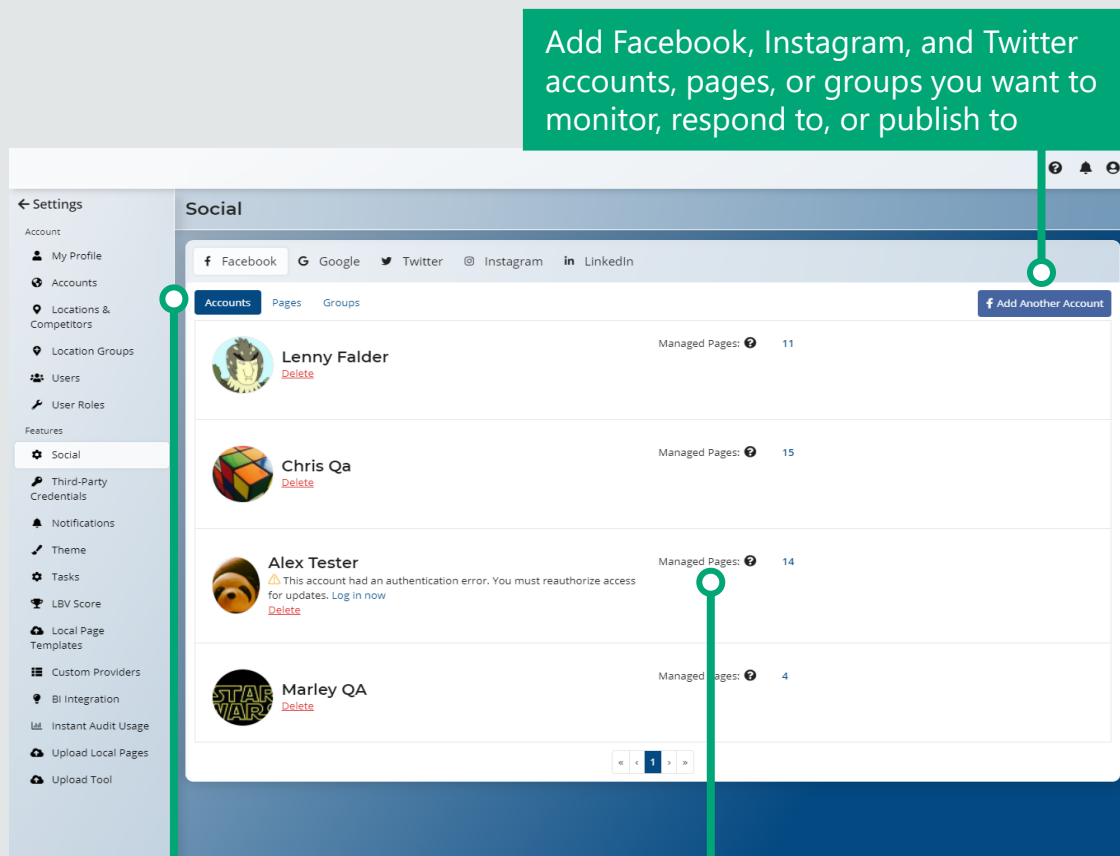 Add Facebook, Instagram, and Twitter
accounts, pages, or groups you want to
monitor, respond to, or publish to
Settings
Account
My Profile
Accounts
Locations &
Competitors
Location Groups
Users
User Roles
Features
Social
Third-Party
Credentials
Notifications
Theme
Tasks
LBV Score
Local Page
Templates
Custom Providers
BI Integration
Instant Audit Usage
Upload Local Pages
Upload Tool
Social
Facebook Google Twitter Instagram LinkedIn
Accounts Pages Groups
Add Another Account
Lenny Falder
Delete
Managed Pages: 11
Chris Qa
Delete
Managed Pages: 15
Alex Tester
This account had an authentication error. You must reauthorize access
for updates. Log in now
Delete
Managed Pages: 14
STAR
WARS
Marley QA
Delete
Managed Pages: 4
« ‹ 1 › »